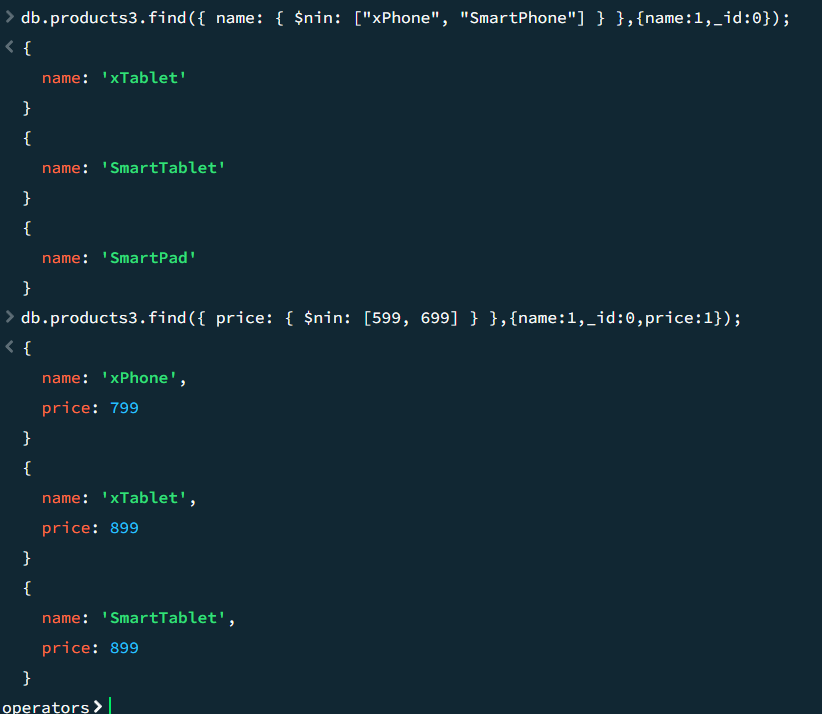 > db.products3.find({ name: { $nin: ["xPhone", "SmartPhone"] } },{name:1,_id:0});
< {
name: 'xTablet'
}
{
name: 'SmartTablet'
}
{
name: 'SmartPad'
}
> db.products3.find({ price: { $nin: [599, 699] } },{name:1,_id:0,price:1});
< {
name: 'xPhone',
price: 799
}
{
name: 'xTablet',
price: 899
}
{
name: 'SmartTablet',
price: 899
}
operators>